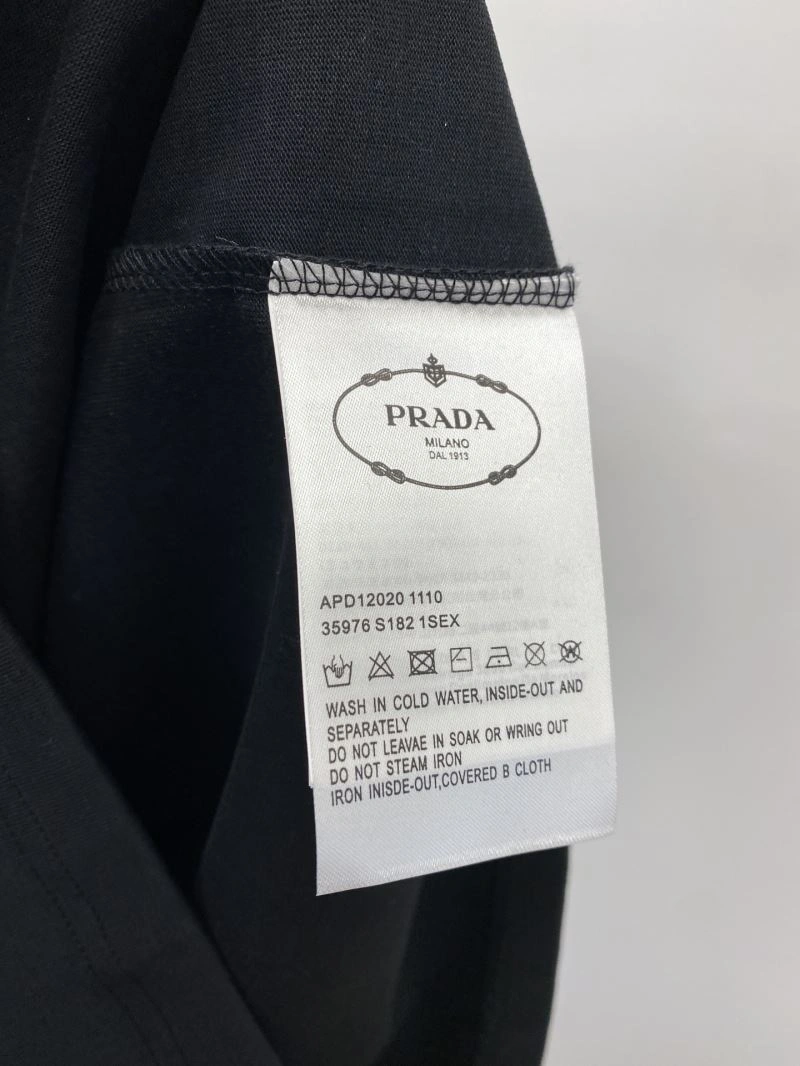 PRADA
MILANO
DAL 1913
APD12020 1110
35976 S182 1SEX
WASH IN COLD WATER, INSIDE-OUT AND
SEPARATELY
DO NOT LEAVAE IN SOAK OR WRING OUT
DO NOT STEAM IRON
IRON INISDE-OUT,COVERED B CLOTH